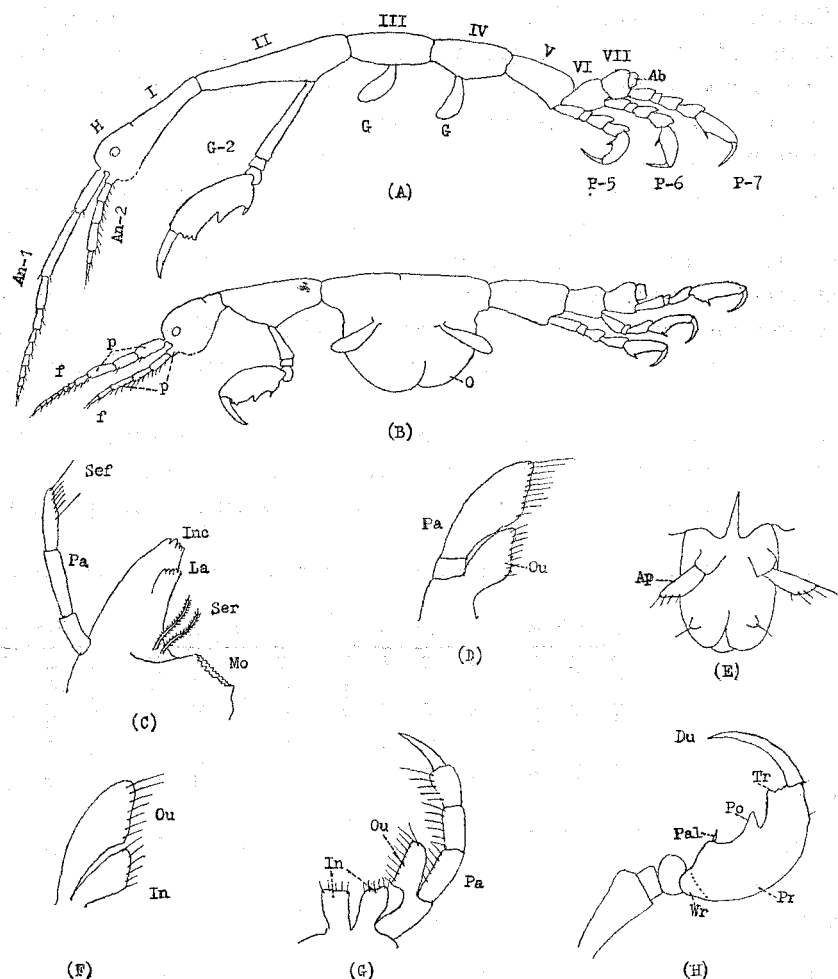 III
II
IV
V
VII
VI
I
Ab
H
G
G
G-2
P-5
P-6
P-7
(A)
An-2
An-1
p
f
p
f
O
(B)
Sef
Inc
Pa
La
Ser
Mo
(C)
Pa
Ou
(D)
Ap
(E)
Ou
In
(F)
Ou
In
Pa
(G)
Du
Tr
Po
Pal
Pr
Wr
(H)